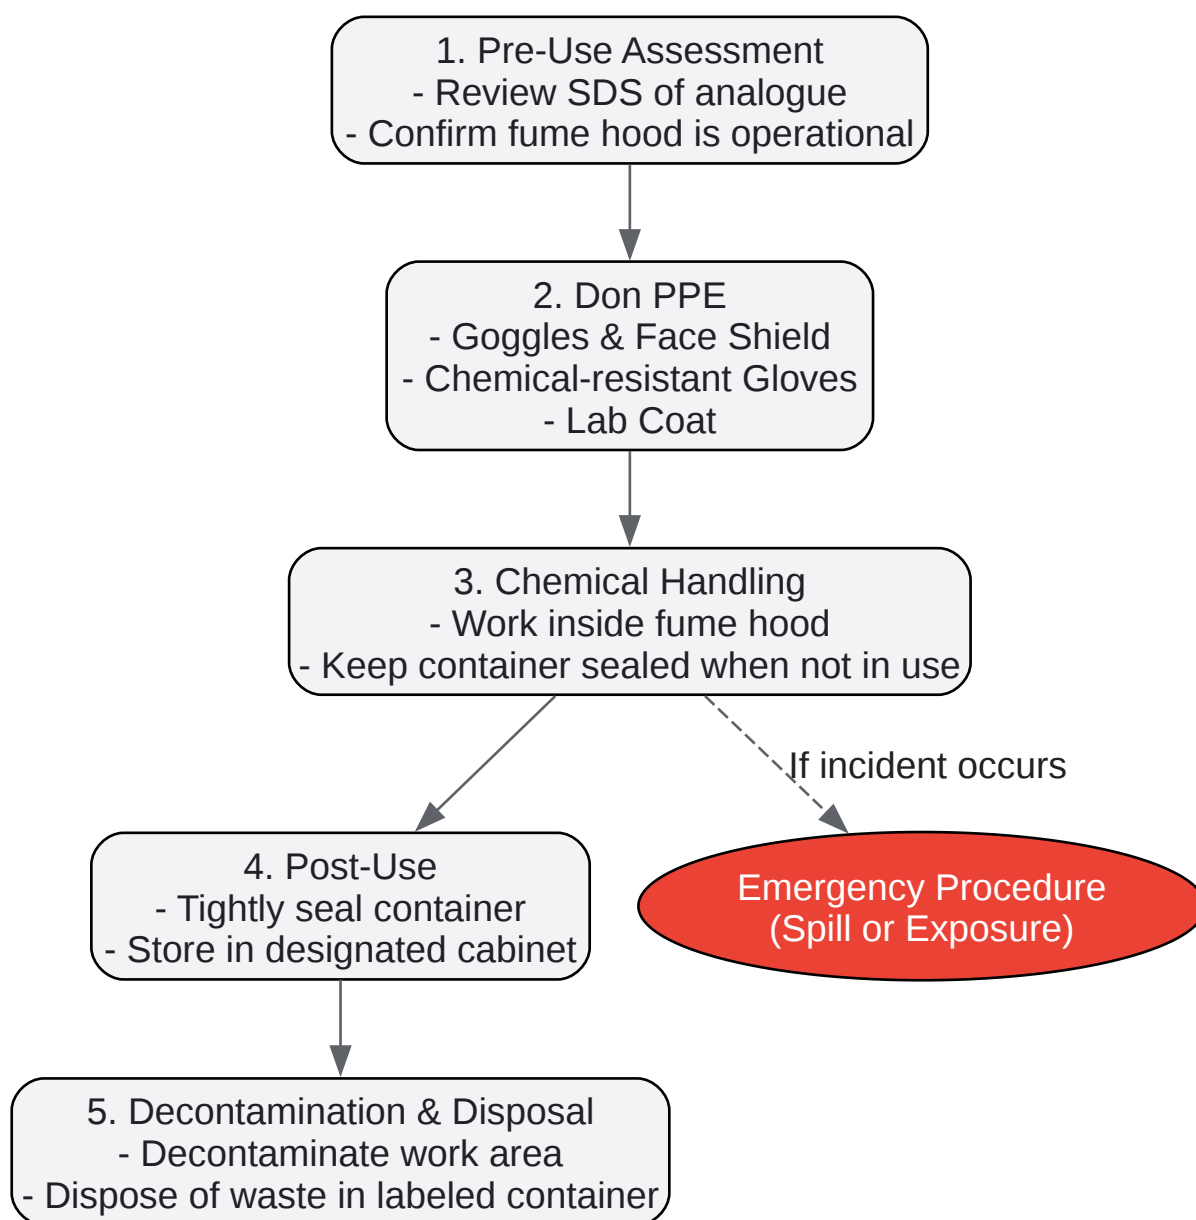 1. Pre-Use Assessment
- Review SDS of analogue
- Confirm fume hood is operational
2. Don PPE
- Goggles & Face Shield
- Chemical-resistant Gloves
- Lab Coat
3. Chemical Handling
- Work inside fume hood
- Keep container sealed when not in use
If incident occurs
4. Post-Use
- Tightly seal container
- Store in designated cabinet
Emergency Procedure
(Spill or Exposure)
5. Decontamination & Disposal
- Decontaminate work area
- Dispose of waste in labeled container